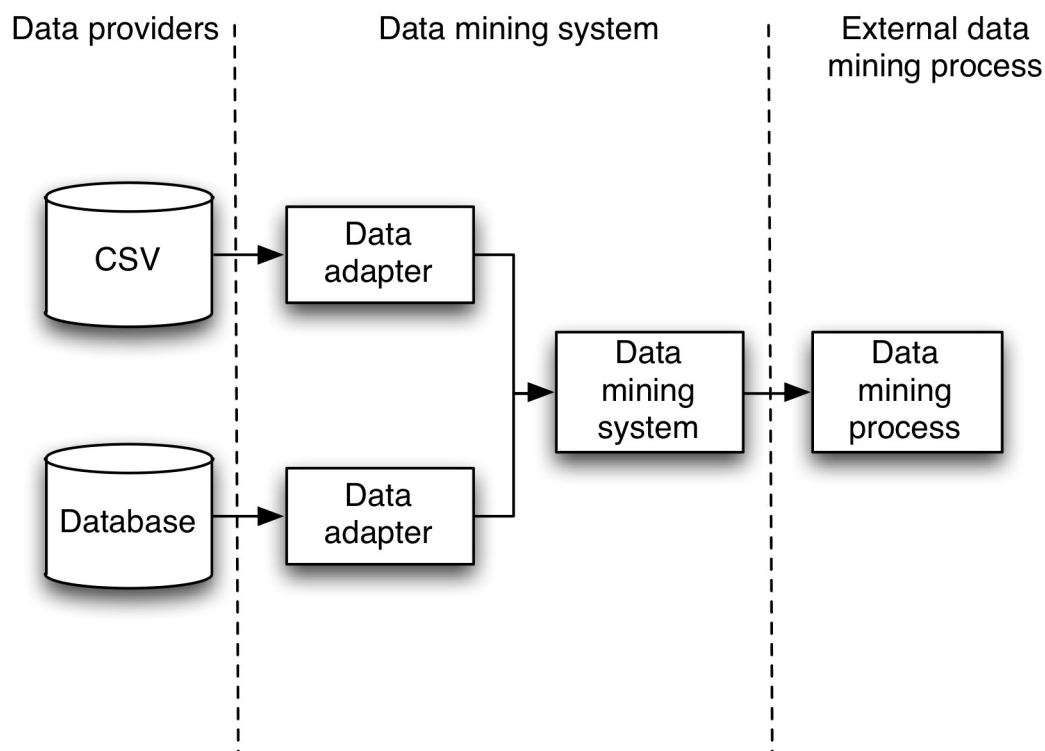 Data providers
Data mining system
External data
mining process
CSV
Data
adapter
Database
Data
adapter
Data
mining
system
Data
mining
process